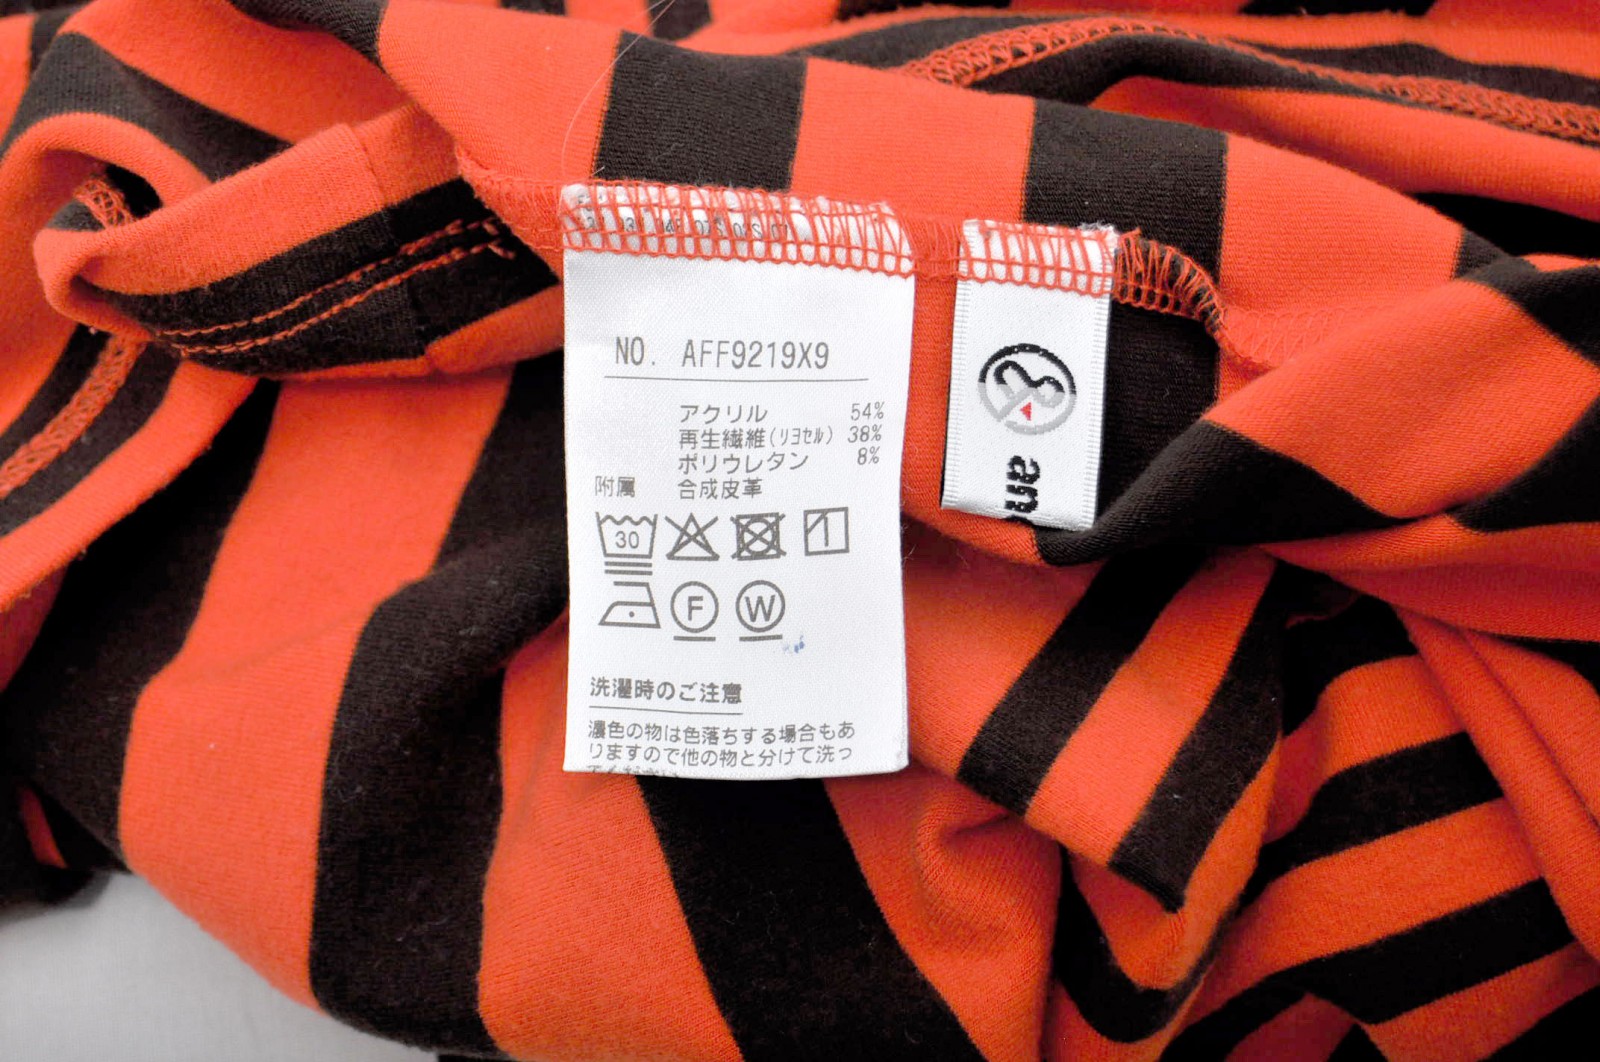 NO. AFF9219X9
アクリル 54%
再生繊維(リヨセル) 38%
ポリウレタン 8%
附属 合成皮革
30
F W
洗濯時のご注意
濃色の物は色落ちする場合もあ
りますので他の物と分けて洗っ
an